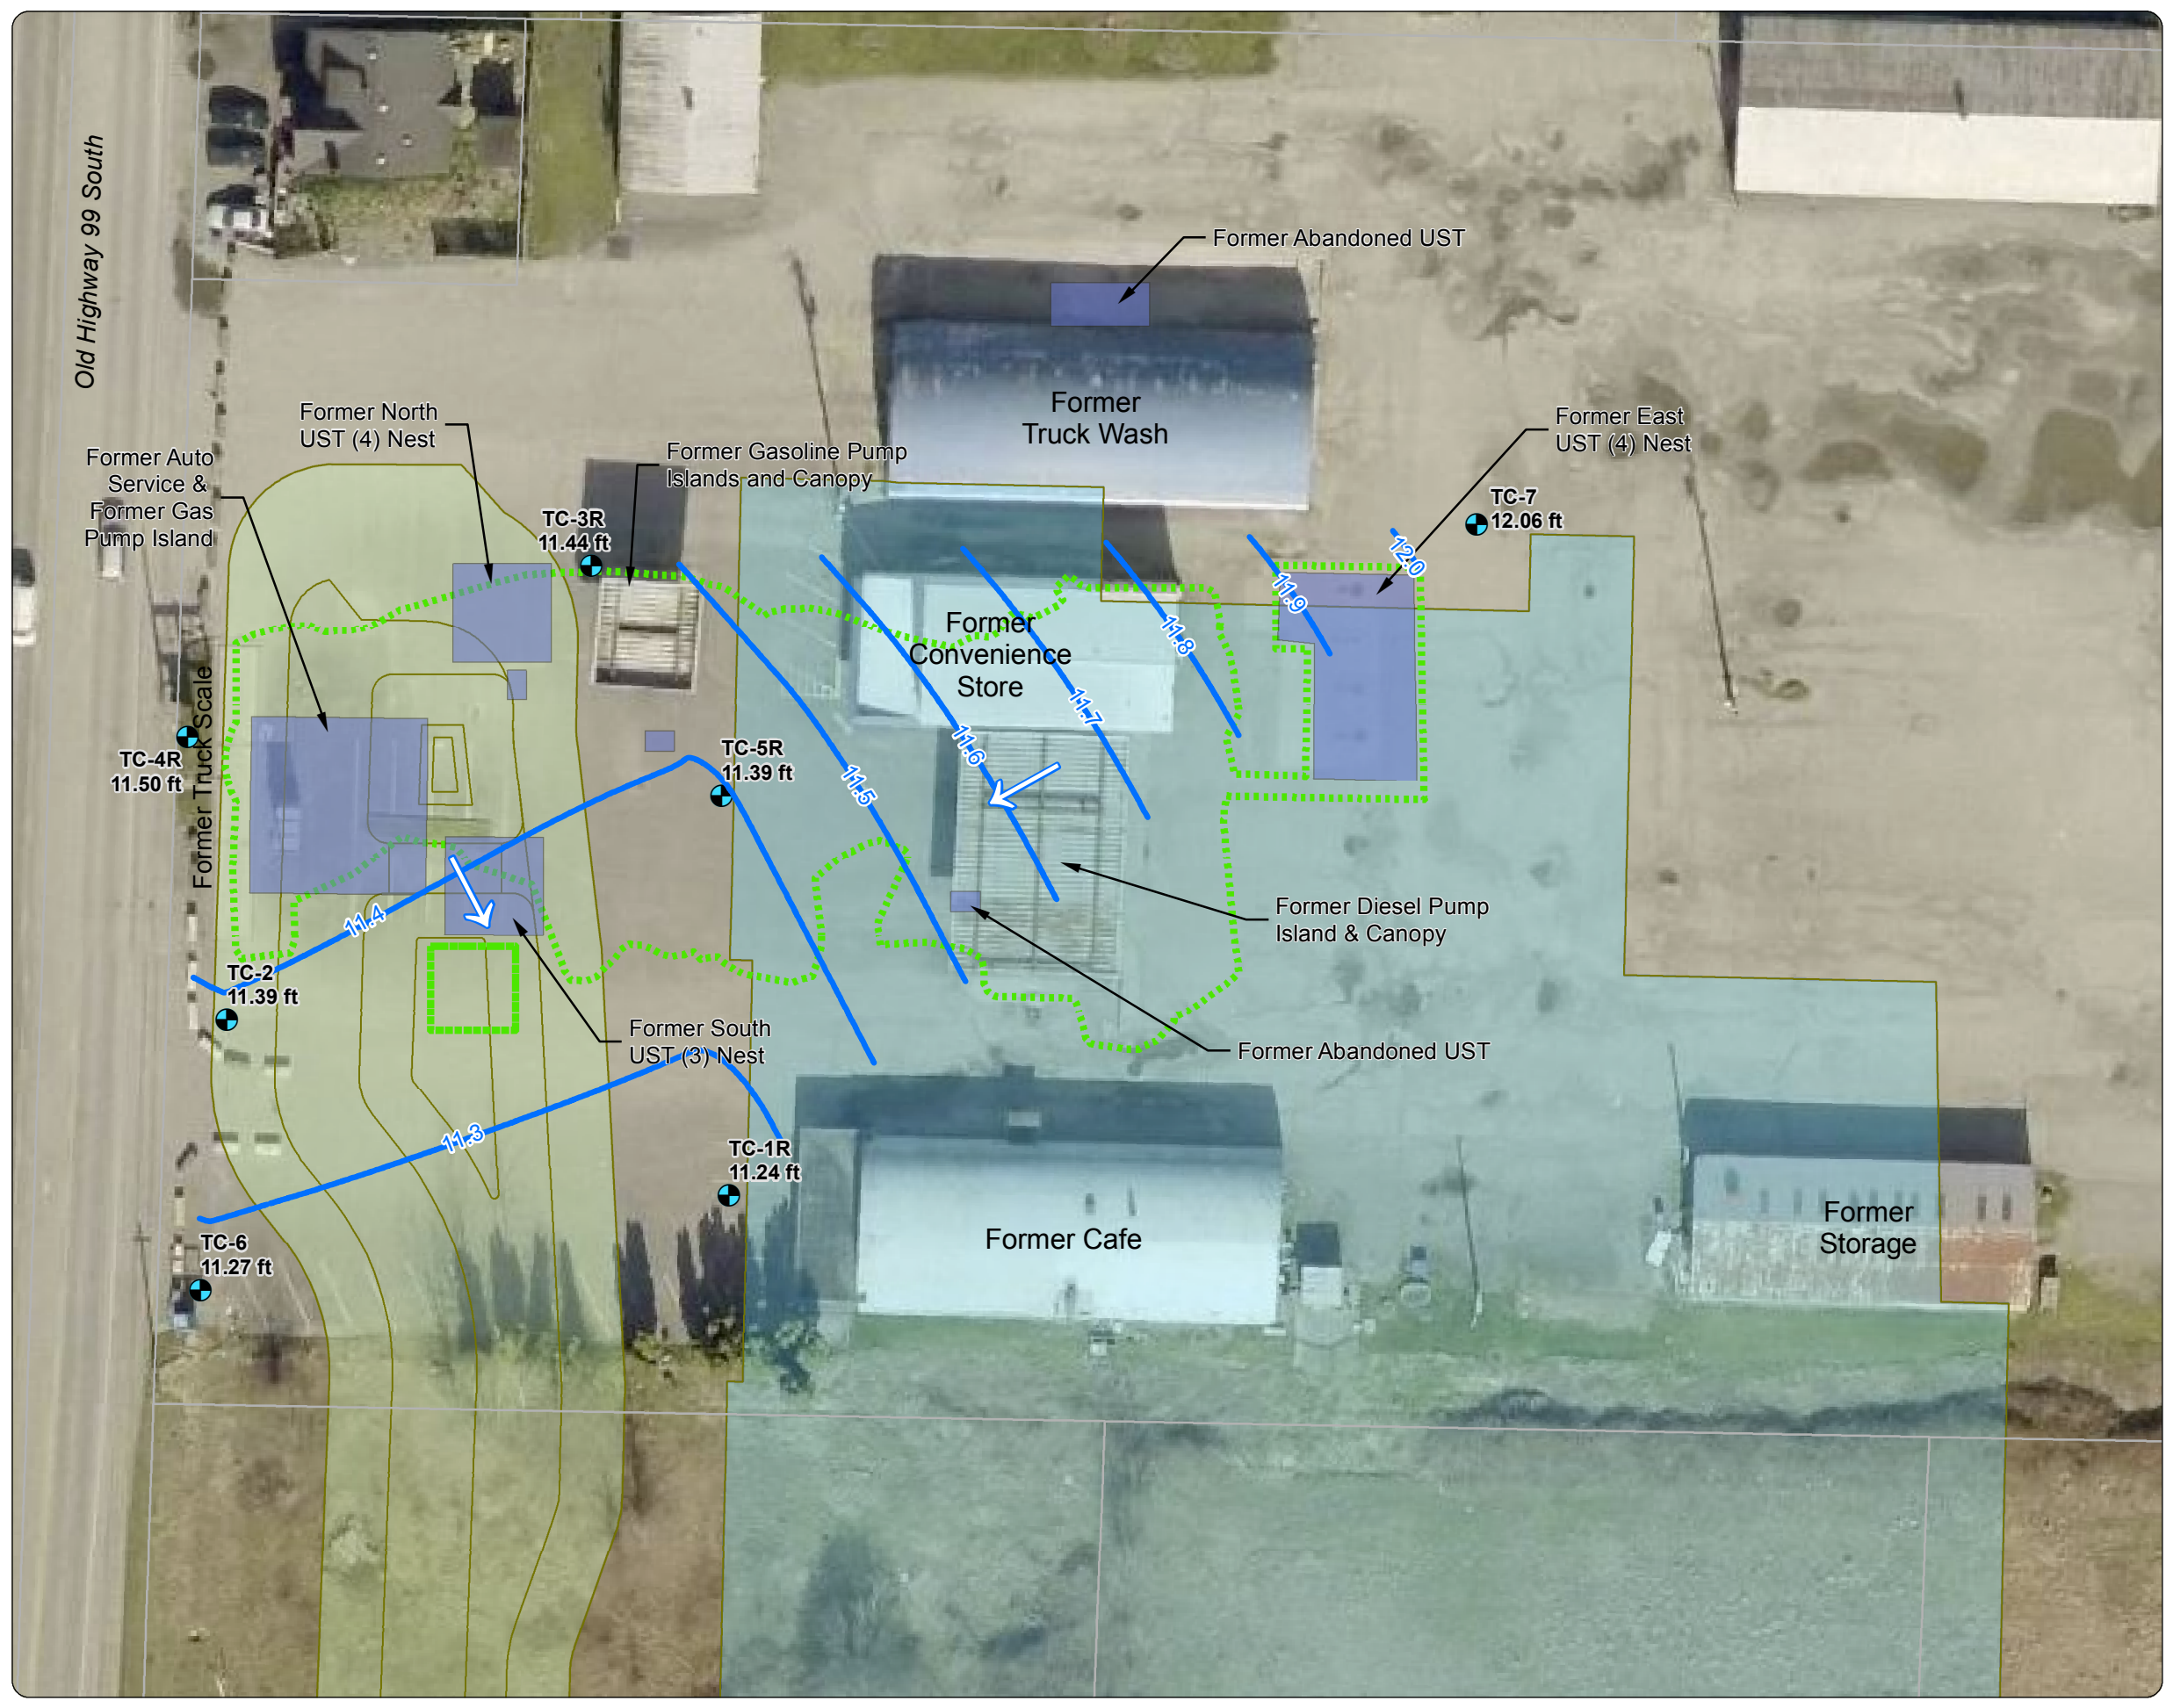 Old Highway 99 South
Former Abandoned UST
Former
Truck Wash
Former North
UST (4) Nest
Former Auto
Service &
Former Gas
Pump Island
Former Gasoline Pump
Islands and Canopy
Former East
UST (4) Nest
TC-3R
11.44 ft
TC-7
12.06 ft
12.0
11.9
11.8
11.7
11.6
11.5
Former
Convenience
Store
Former Truck Scale
TC-4R
11.50 ft
TC-5R
11.39 ft
11.4
Former Diesel Pump
Island & Canopy
TC-2
11.39 ft
Former South
UST (3) Nest
Former Abandoned UST
11.3
TC-1R
11.24 ft
TC-6
11.27 ft
Former Cafe
Former
Storage